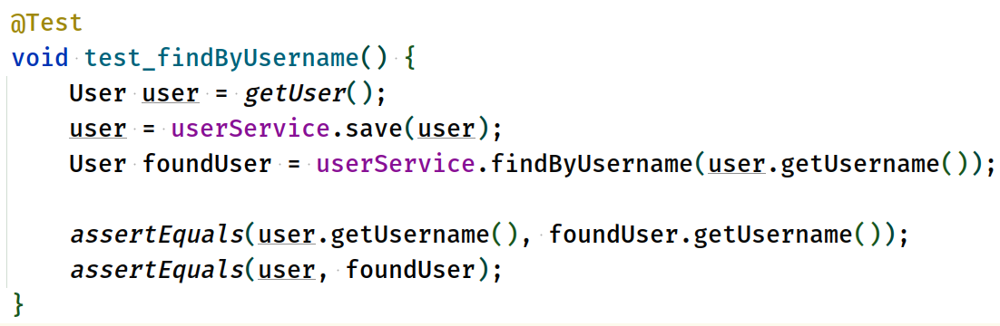 @Test
void test_findByUsername() {
    User user = getUser();
    user = userService.save(user);
    User foundUser = userService.findByUsername(user.getUsername());

    assertEquals(user.getUsername(), foundUser.getUsername());
    assertEquals(user, foundUser);
}